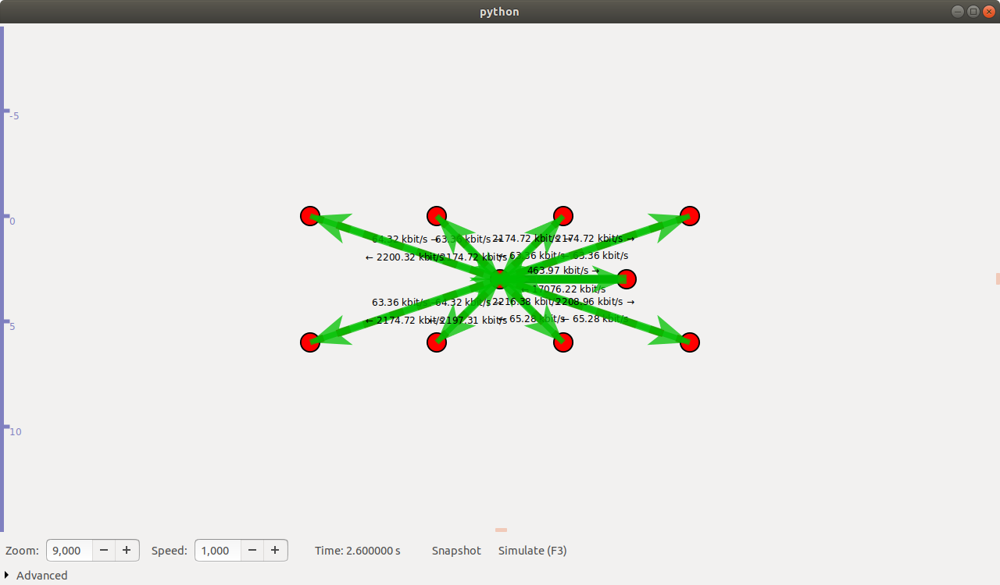 python
-5
0
5
10
64.32 kbit/s → 63.36 kbit/s → 2174.72 kbit/s → 2174.72 kbit/s →
← 2200.32 kbit/s ← 2174.72 kbit/s ← 63.36 kbit/s ← 63.36 kbit/s
463.97 kbit/s →
← 17076.22 kbit/s
63.36 kbit/s → 64.32 kbit/s → 2216.38 kbit/s → 2208.96 kbit/s →
← 2174.72 kbit/s ← 2197.31 kbit/s ← 65.28 kbit/s ← 65.28 kbit/s
Zoom: 9,000 − + Speed: 1,000 − + Time: 2.600000 s Snapshot Simulate (F3)
Advanced